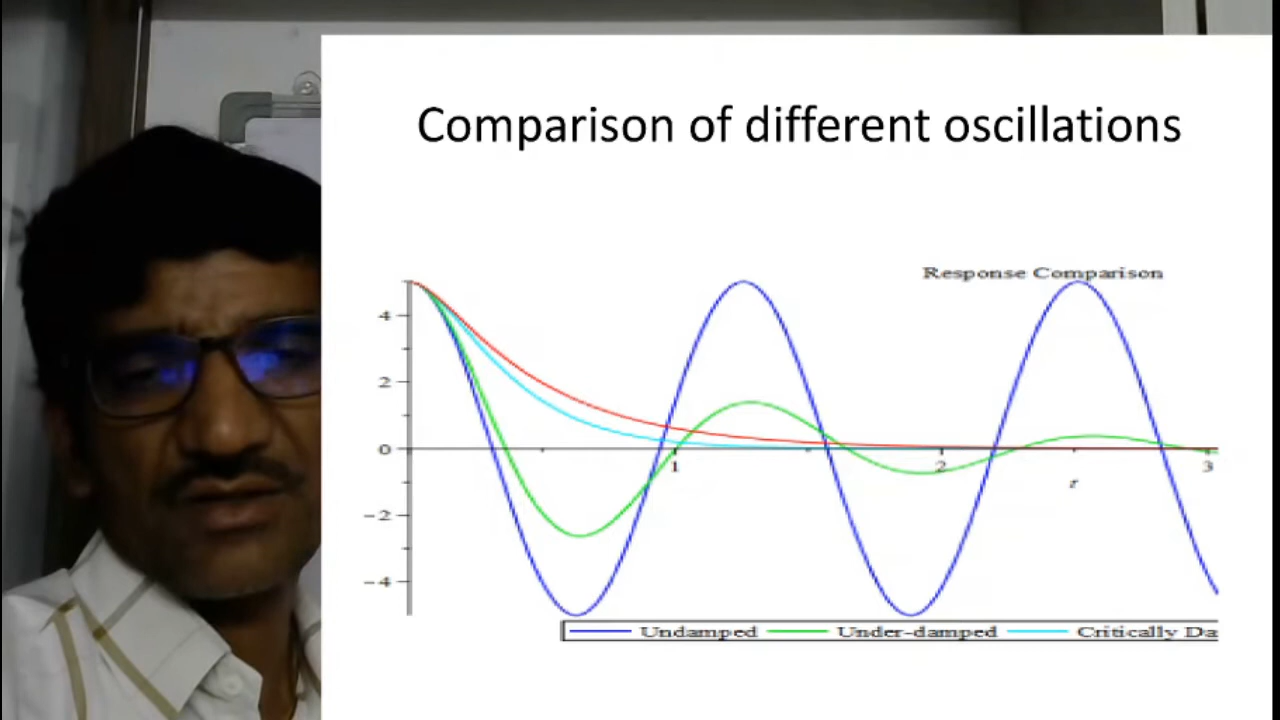 Comparison of different oscillations
Response Comparison
4
2
0
−2
−4
1
2
3
t
Undamped Under-damped Critically Da